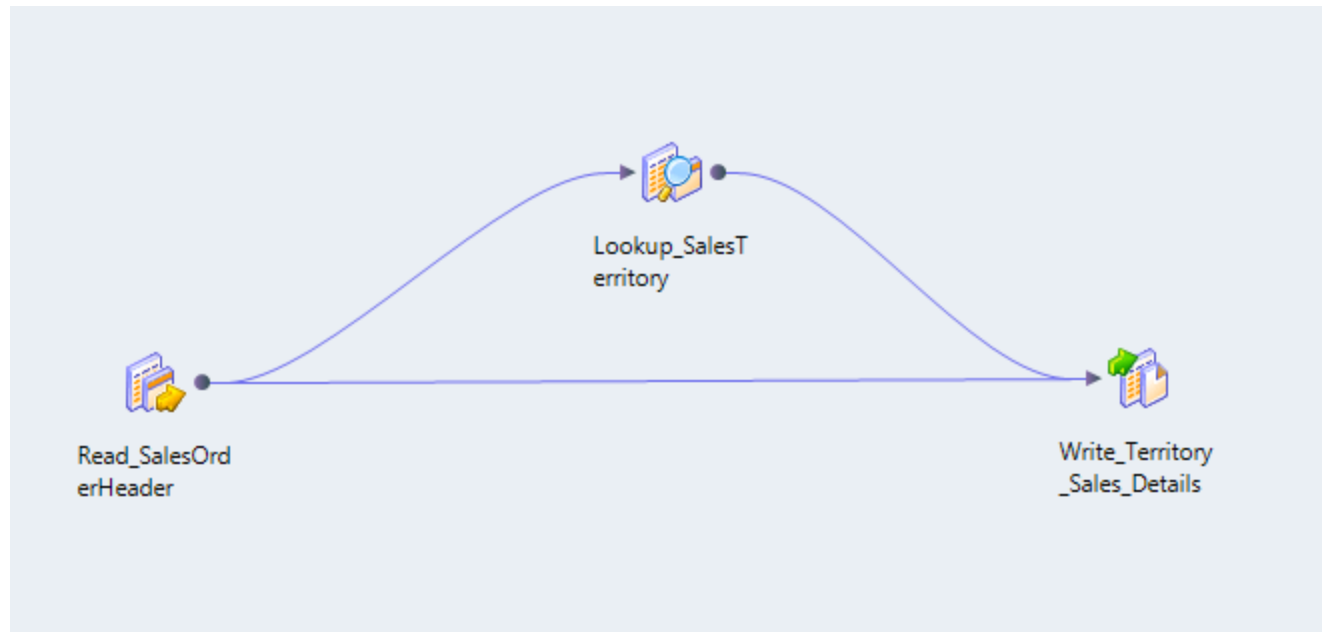 Lookup_SalesT
erritory
Read_SalesOrd
erHeader
Write_Territory
_Sales_Details